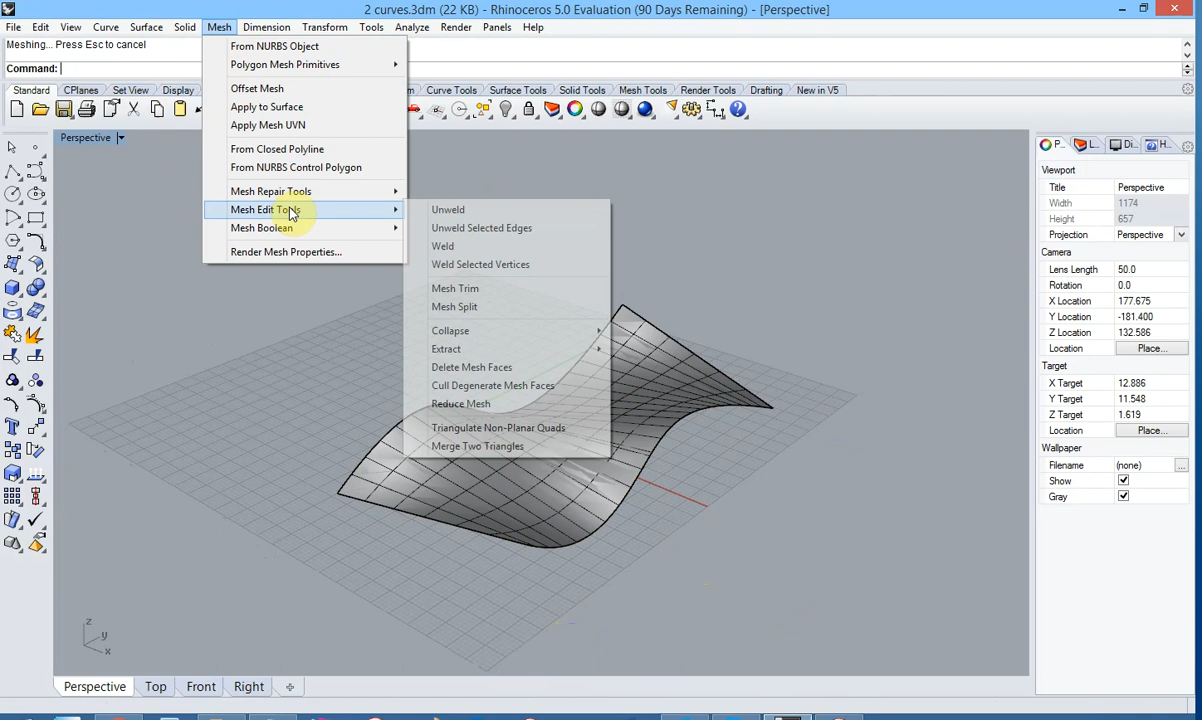 2 curves.3dm (22 KB) - Rhinoceros 5.0 Evaluation (90 Days Remaining) - [Perspective]
File Edit View Curve Surface Solid Mesh Dimension Transform Tools Analyze Render Panels Help
Meshing... Press Esc to cancel
Command:
Standard CPlanes Set View Display Curve Tools Surface Tools Solid Tools Mesh Tools Render Tools Drafting New in V5
From NURBS Object
Polygon Mesh Primitives
Offset Mesh
Apply to Surface
Apply Mesh UVN
From Closed Polyline
From NURBS Control Polygon
Mesh Repair Tools
Mesh Edit Tools
Mesh Boolean
Render Mesh Properties...
Unweld
Unweld Selected Edges
Weld
Weld Selected Vertices
Mesh Trim
Mesh Split
Collapse
Extract
Delete Mesh Faces
Cull Degenerate Mesh Faces
Reduce Mesh
Triangulate Non-Planar Quads
Merge Two Triangles
Perspective
z
y
x
P... L... Di... H...
Viewport
Title Perspective
Width 1174
Height 657
Projection Perspective
Camera
Lens Length 50.0
Rotation 0.0
X Location 177.675
Y Location -181.400
Z Location 132.586
Location Place...
Target
X Target 12.886
Y Target 11.548
Z Target 1.619
Location Place...
Wallpaper
Filename (none) ...
Show
Gray
Perspective Top Front Right